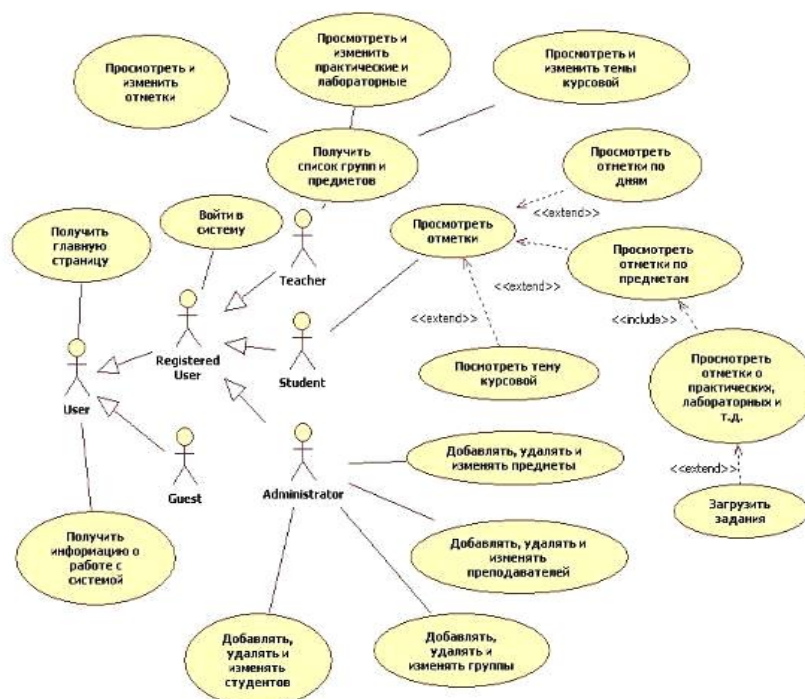 Просмотреть и
изменить
отметки
Просмотреть и
изменить
практические и
лабораторные
Просмотреть и
изменить темы
курсовой
Получить
список групп и
предметов
Просмотреть
отметки по
дням
<<extend>>
Получить
главную
страницу
Войти в
систему
Teacher
Просмотреть
отметки
Просмотреть
отметки по
предметам
<<extend>>
<<extend>>
<<include>>
Registered
User
Student
Посмотреть тему
курсовой
Просмотреть
отметки о
практических,
лабораторных и
т.д.
User
Guest
Administrator
Добавлять, удалять и
изменять предметы
<<extend>>
Загрузить
задания
Получить
информацию о
работе с
системой
Добавлять, удалять и
изменять
преподавателей
Добавлять,
удалять и
изменять
студентов
Добавлять,
удалять и
изменять группы